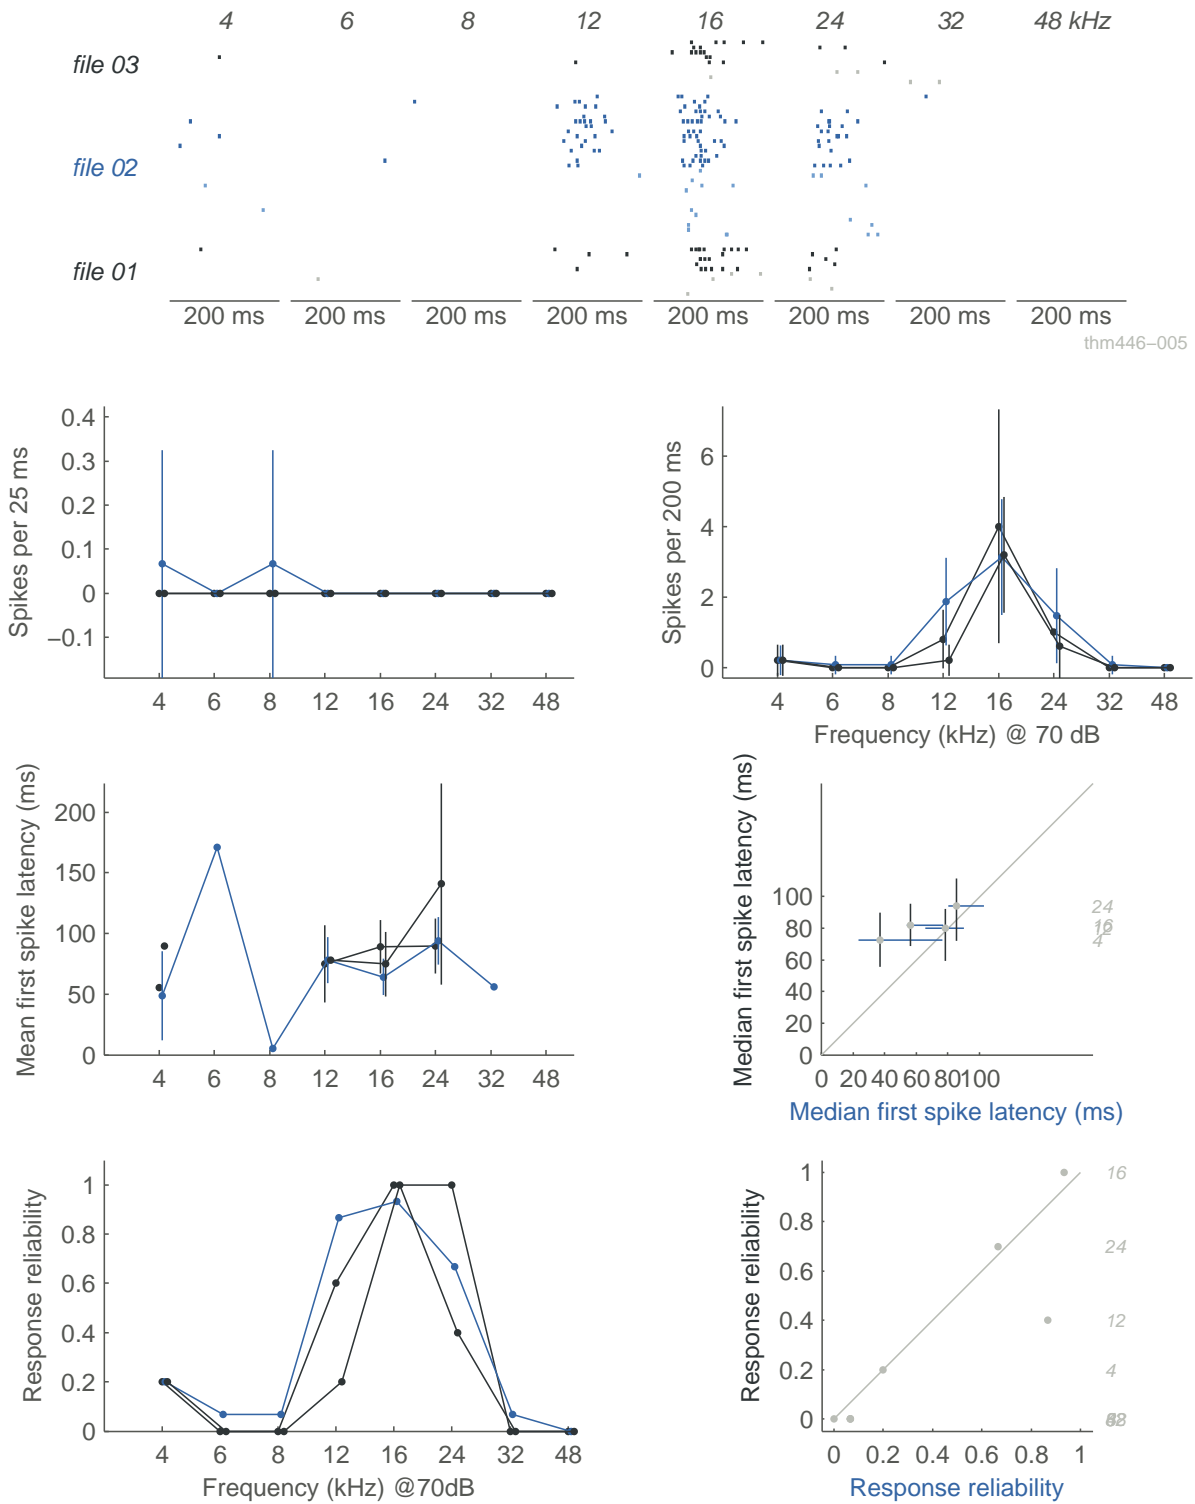 4 6 8 12 16 24 32 48 kHz
file 03
file 02
file 01
200 ms 200 ms 200 ms 200 ms 200 ms 200 ms 200 ms 200 ms
thm446–005
Spikes per 25 ms
0.4
0.3
0.2
0.1
0
–0.1
4 6 8 12 16 24 32 48
Spikes per 200 ms
6
4
2
0
4 6 8 12 16 24 32 48
Frequency (kHz) @ 70 dB
Mean first spike latency (ms)
200
150
100
50
0
4 6 8 12 16 24 32 48
Median first spike latency (ms)
100
80
60
40
20
0
0 20 40 60 80 100
24
16
12
4
Median first spike latency (ms)
Response reliability
1
0.8
0.6
0.4
0.2
0
4 6 8 12 16 24 32 48
Frequency (kHz) @70dB
Response reliability
1
0.8
0.6
0.4
0.2
0
0 0.2 0.4 0.6 0.8 1
16
24
12
4
Response reliability